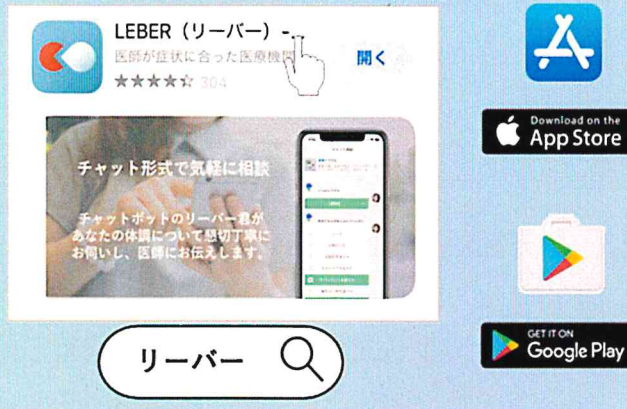 LEBER（リーバー）-
医師が症状に合った医療機
304
開く
チャット形式で気軽に相談
チャットボットのリーバー君が
あなたの体調について懇切丁寧に
お伺いし、医師にお伝えします。
リーバー
Download on the
App Store
GET IT ON
Google Play